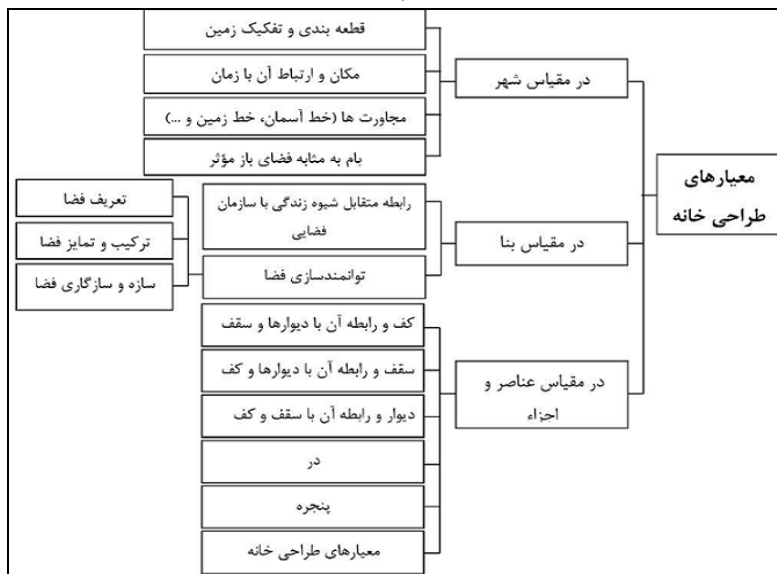 معیارهای
طراحی خانه
در مقیاس شهر
قطعه بندی و تفکیک زمین
مکان و ارتباط آن با زمان
مجاورت ها (خط آسمان، خط زمین و ...)
بام به مثابه فضای باز مؤثر
در مقیاس بنا
رابطه متقابل شیوه زندگی با سازمان
فضایی
توانمندسازی فضا
تعریف فضا
ترکیب و تمایز فضا
سازه و سازگاری فضا
در مقیاس عناصر و
اجزاء
کف و رابطه آن با دیوارها و سقف
سقف و رابطه آن با دیوارها و کف
دیوار و رابطه آن با سقف و کف
در
پنجره
معیارهای طراحی خانه